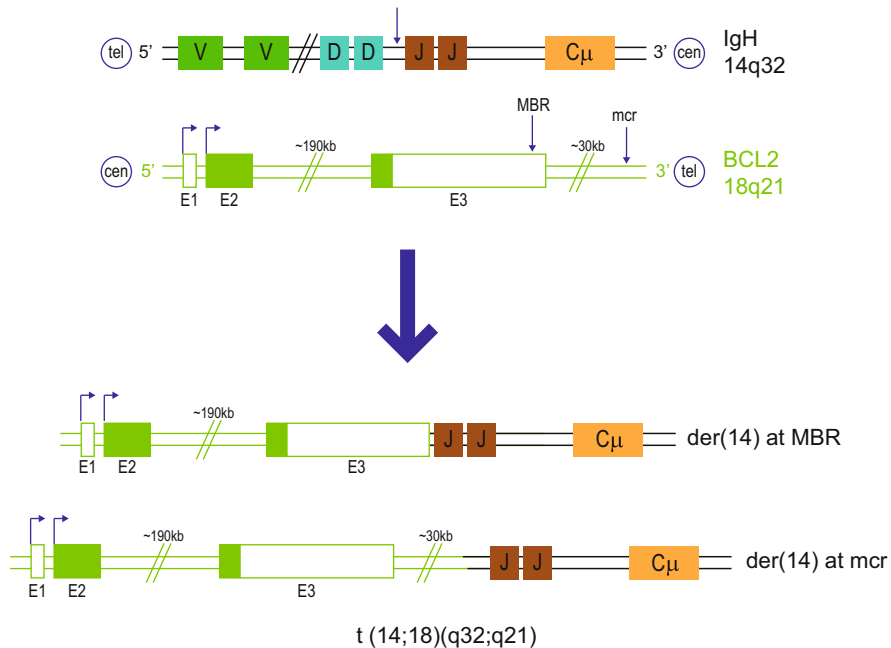 tel 5' V V D D J J Cμ 3' cen IgH
14q32
MBR mcr
~190kb ~30kb
cen 5' 3' tel BCL2
18q21
E1 E2 E3
~190kb
J J Cμ der(14) at MBR
E1 E2 E3
~190kb ~30kb
J J Cμ der(14) at mcr
E1 E2 E3
t (14;18)(q32;q21)